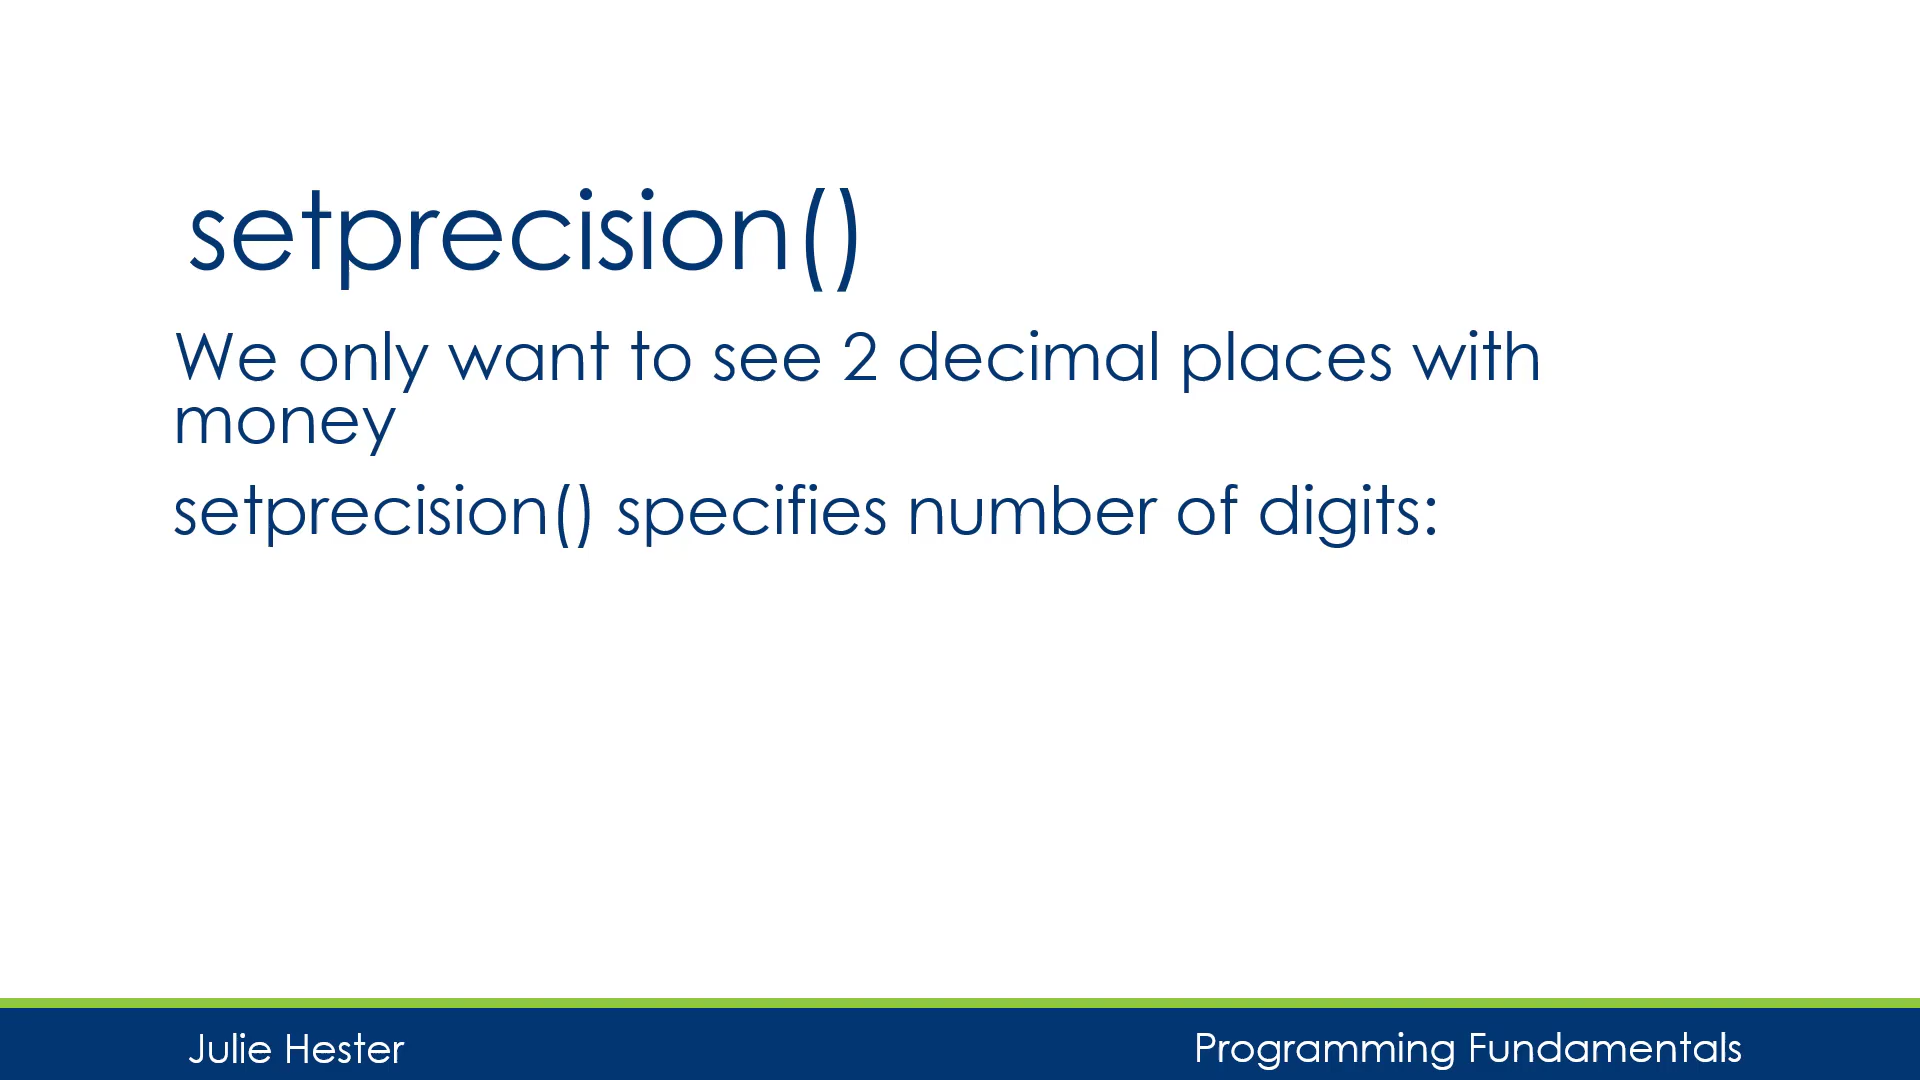 setprecision()
We only want to see 2 decimal places with
money
setprecision() specifies number of digits:
Julie Hester
Programming Fundamentals